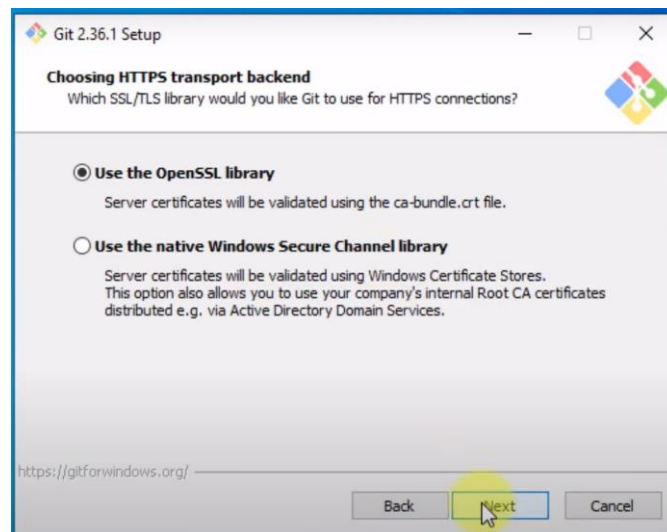 Git 2.36.1 Setup
Choosing HTTPS transport backend
Which SSL/TLS library would you like Git to use for HTTPS connections?
Use the OpenSSL library
Server certificates will be validated using the ca-bundle.crt file.
Use the native Windows Secure Channel library
Server certificates will be validated using Windows Certificate Stores.
This option also allows you to use your company's internal Root CA certificates
distributed e.g. via Active Directory Domain Services.
https://gitforwindows.org/
Back Next Cancel